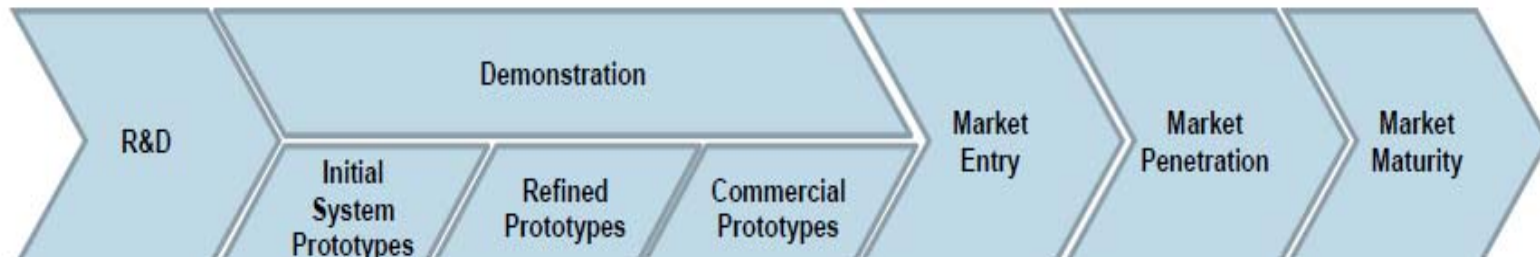 R&D
Demonstration
Initial
System
Prototypes
Refined
Prototypes
Commercial
Prototypes
Market
Entry
Market
Penetration
Market
Maturity